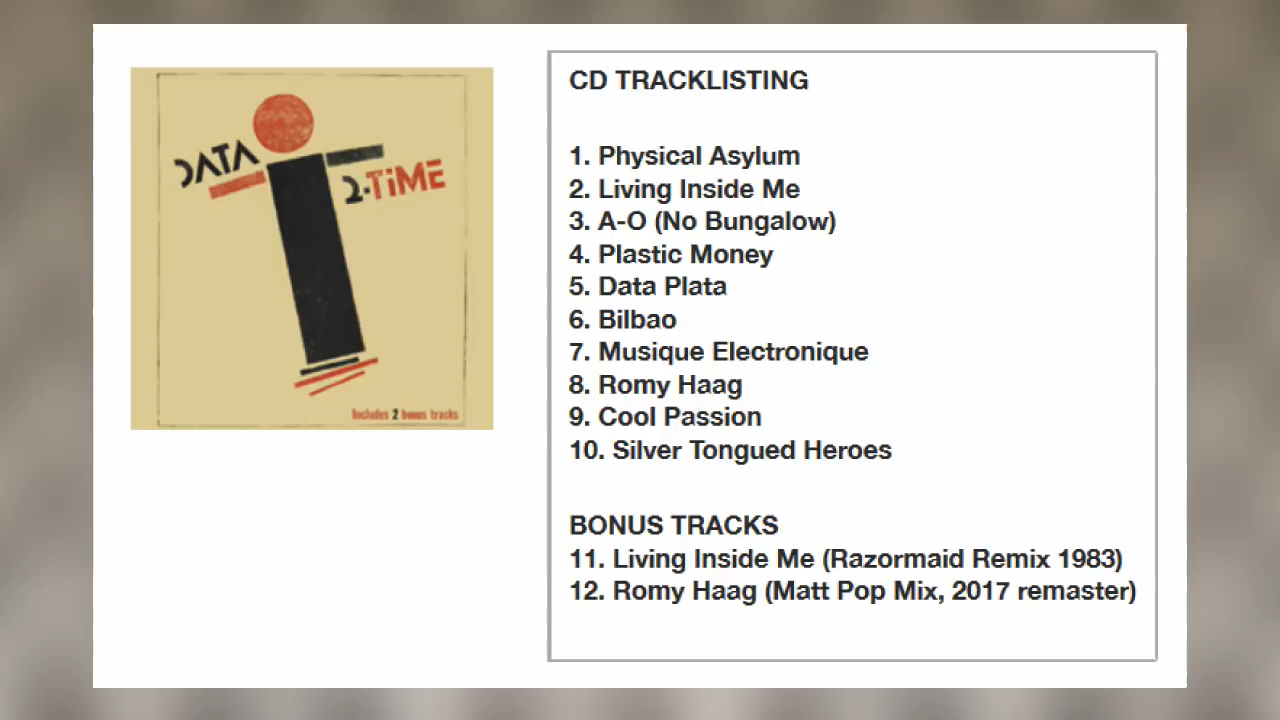 DATA
2-TiME
Includes 2 bonus tracks
CD TRACKLISTING
1. Physical Asylum
2. Living Inside Me
3. A-O (No Bungalow)
4. Plastic Money
5. Data Plata
6. Bilbao
7. Musique Electronique
8. Romy Haag
9. Cool Passion
10. Silver Tongued Heroes
BONUS TRACKS
11. Living Inside Me (Razormaid Remix 1983)
12. Romy Haag (Matt Pop Mix, 2017 remaster)